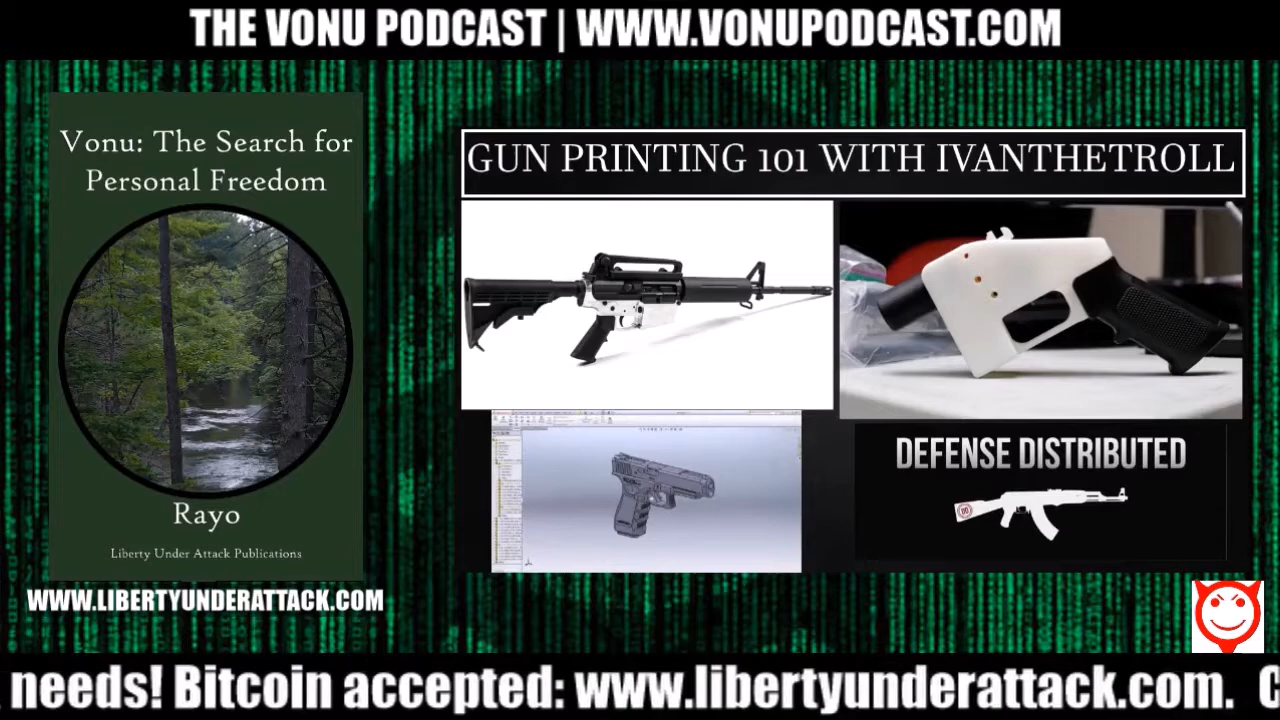 THE VONU PODCAST | WWW.VONUPODCAST.COM
Vonu: The Search for
Personal Freedom
Rayo
Liberty Under Attack Publications
WWW.LIBERTYUNDERATTACK.COM
GUN PRINTING 101 WITH IVANTHETROLL
DEFENSE DISTRIBUTED
DD
needs! Bitcoin accepted: www.libertyunderattack.com. C